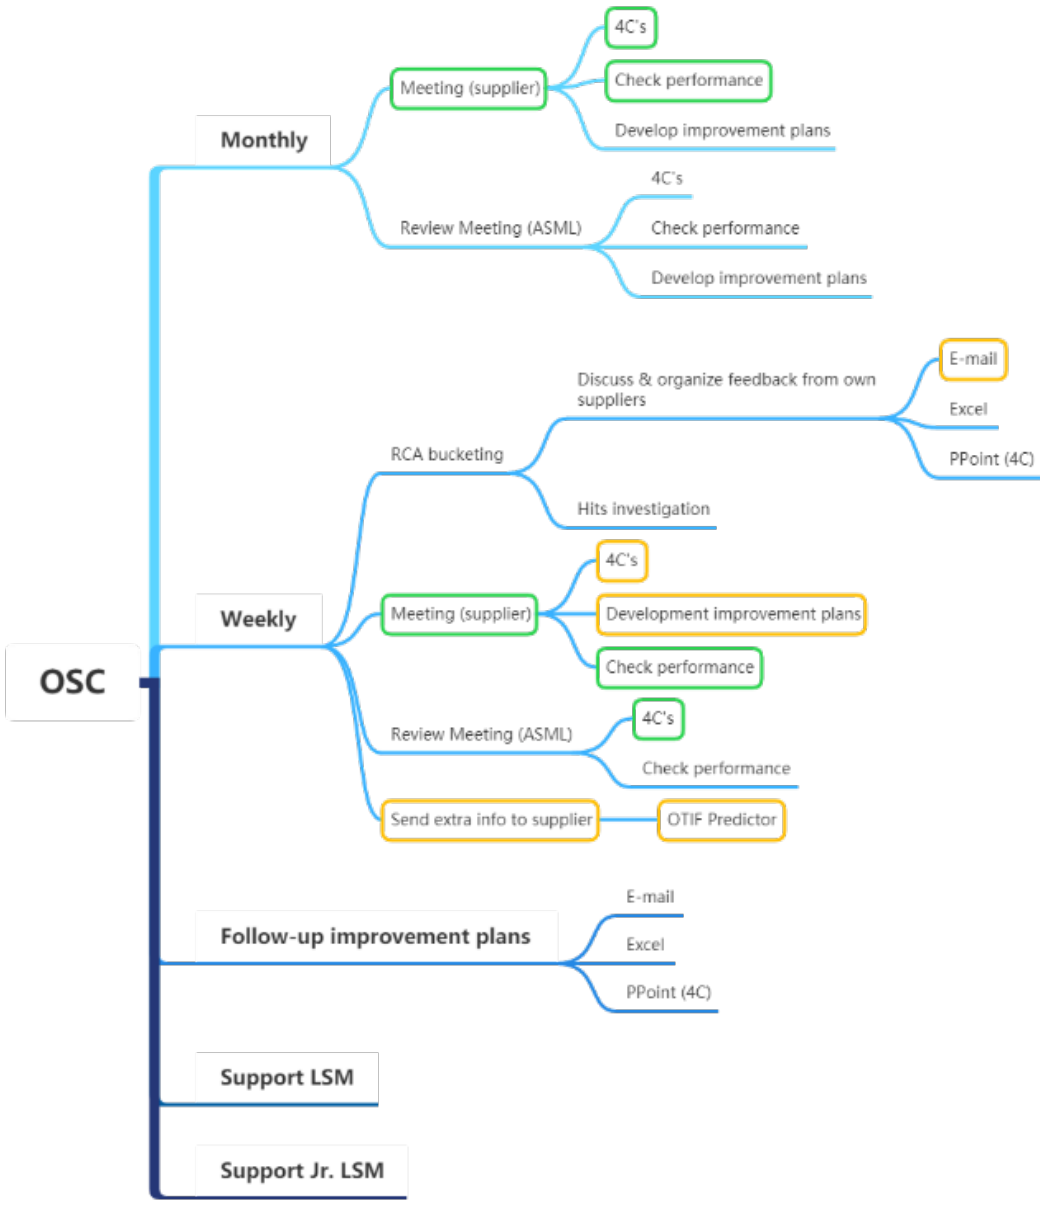 4C's
Meeting (supplier)
Check performance
Develop improvement plans
Monthly
4C's
Review Meeting (ASML)
Check performance
Develop improvement plans
E-mail
Discuss & organize feedback from own
suppliers
Excel
RCA bucketing
PPoint (4C)
Hits investigation
4C's
Weekly
Meeting (supplier)
Development improvement plans
Check performance
OSC
4C's
Review Meeting (ASML)
Check performance
Send extra info to supplier
OTIF Predictor
E-mail
Follow-up improvement plans
Excel
PPoint (4C)
Support LSM
Support Jr. LSM